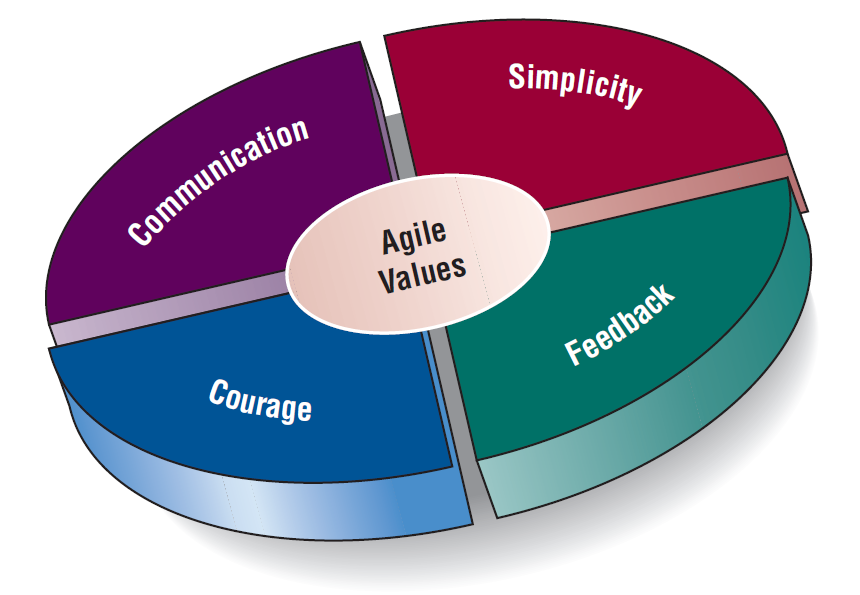 Communication
Simplicity
Agile
Values
Courage
Feedback